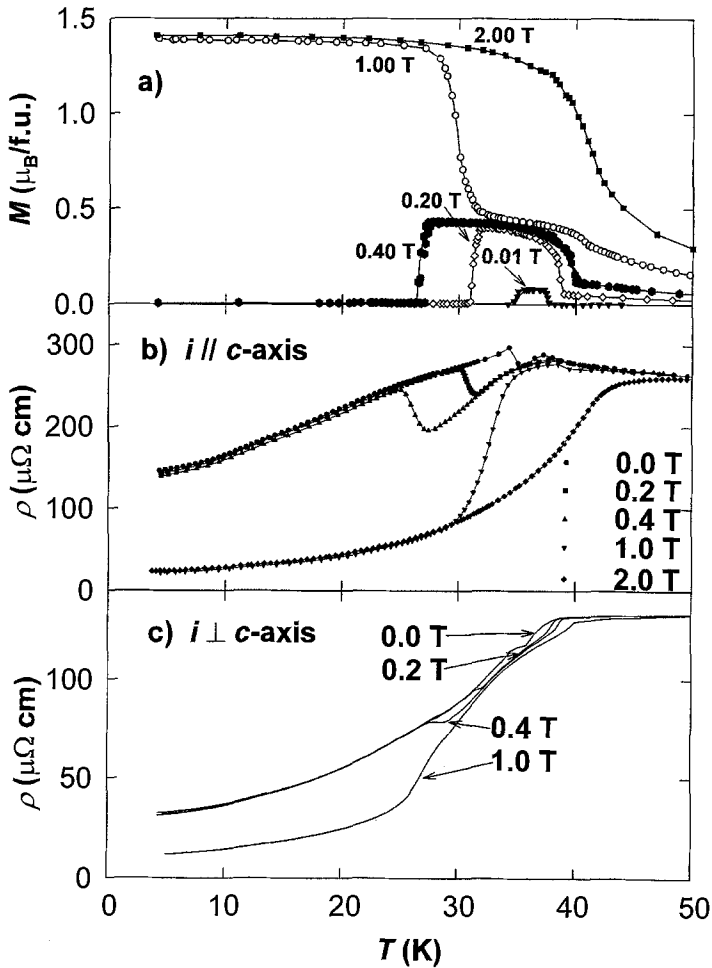 1.5
2.00 T
1.00 T
a)
1.0
M (μB/f.u.)
0.20 T
0.5
0.40 T
0.01 T
0.0
b) i // c-axis
300
200
ρ (μΩ cm)
100
0
0.0 T
0.2 T
0.4 T
1.0 T
2.0 T
c) i ⊥ c-axis
0.0 T
0.2 T
100
ρ (μΩ cm)
0.4 T
1.0 T
50
0
0 10 20 30 40 50
T (K)